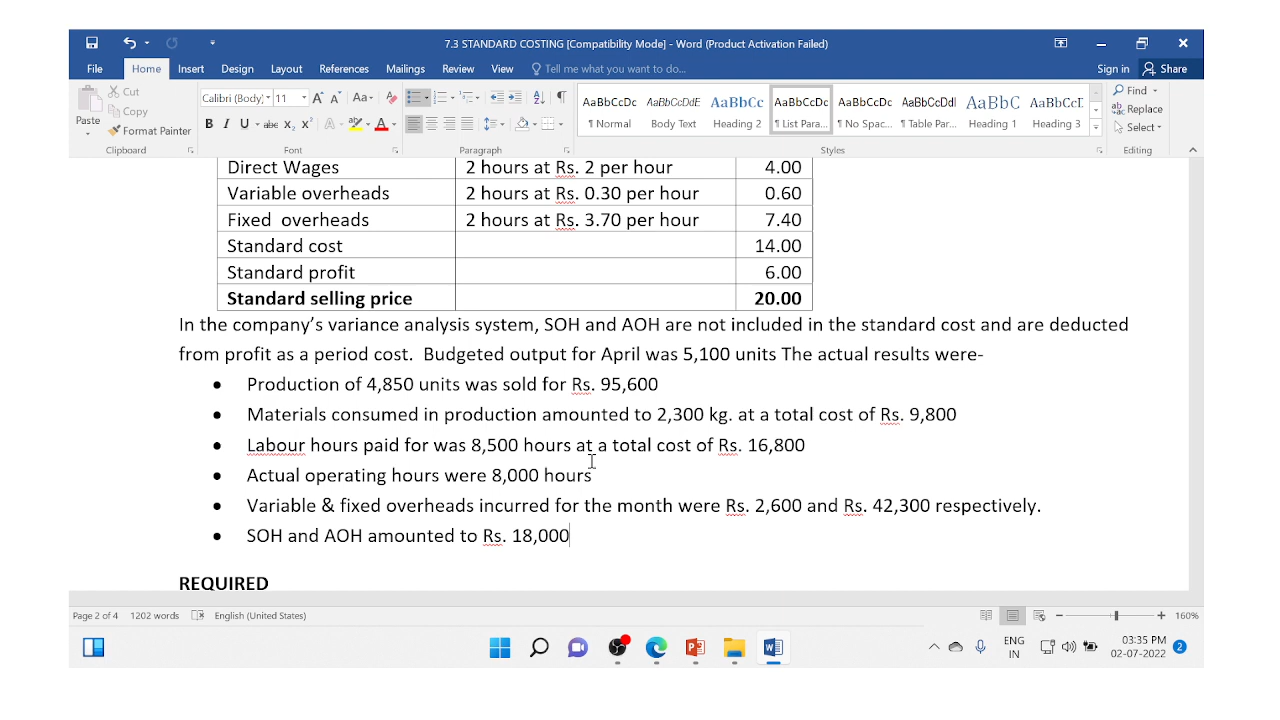 7.3 STANDARD COSTING [Compatibility Mode] - Word (Product Activation Failed)
File Home Insert Design Layout References Mailings Review View Tell me what you want to do... Sign in Share
Paste
Cut
Copy
Format Painter
Calibri (Body) 11
B I U abc X₂ X² A A
AaBbCcDc AaBbCcDdE AaBbCc AaBbCcDc AaBbCcDc AaBbCcDdI AaBbC AaBbCcI
¶ Normal Body Text Heading 2 ¶ List Para... ¶ No Spac... ¶ Table Par... Heading 1 Heading 3
Find
Replace
Select
Clipboard Font Paragraph Styles Editing
Direct Wages 2 hours at Rs. 2 per hour 4.00
Variable overheads 2 hours at Rs. 0.30 per hour 0.60
Fixed overheads 2 hours at Rs. 3.70 per hour 7.40
Standard cost 14.00
Standard profit 6.00
Standard selling price 20.00
In the company's variance analysis system, SOH and AOH are not included in the standard cost and are deducted
from profit as a period cost. Budgeted output for April was 5,100 units The actual results were-
• Production of 4,850 units was sold for Rs. 95,600
• Materials consumed in production amounted to 2,300 kg. at a total cost of Rs. 9,800
• Labour hours paid for was 8,500 hours at a total cost of Rs. 16,800
• Actual operating hours were 8,000 hours
• Variable & fixed overheads incurred for the month were Rs. 2,600 and Rs. 42,300 respectively.
• SOH and AOH amounted to Rs. 18,000
REQUIRED
Page 2 of 4 1202 words English (United States) 160%
ENG
IN
03:35 PM
02-07-2022
2